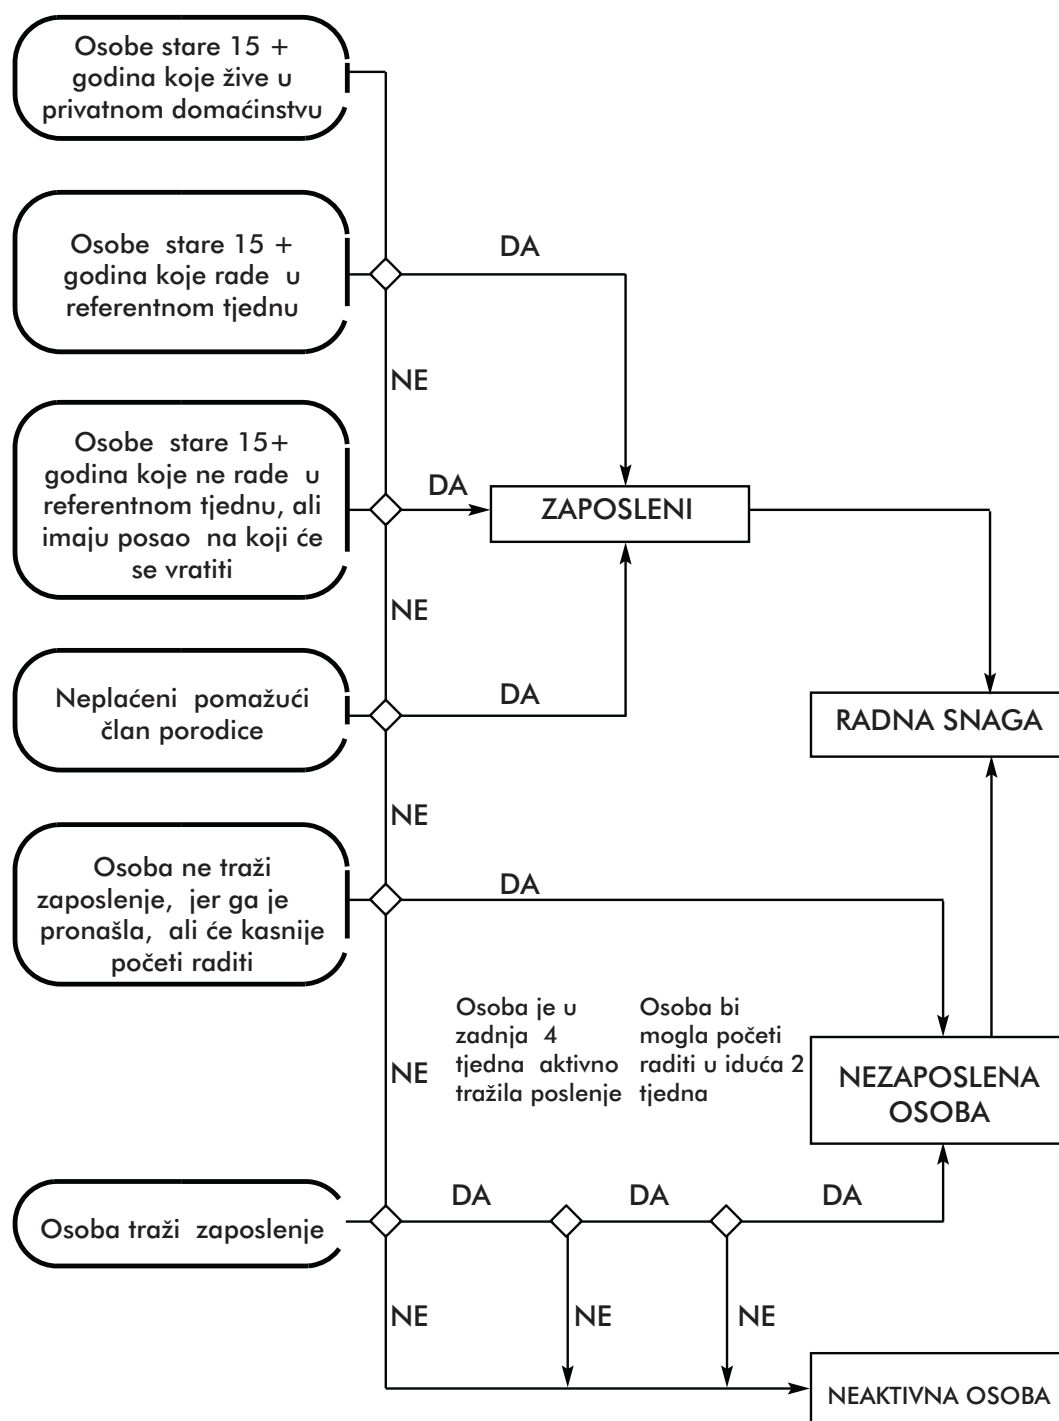 Osobe stare 15 +
godina koje žive u
privatnom domaćinstvu
Osobe stare 15 +
godina koje rade u
referentnom tjednu
DA
NE
Osobe stare 15+
godina koje ne rade u
referentnom tjednu, ali
imaju posao na koji će
se vratiti
DA
ZAPOSLENI
NE
Neplaćeni pomažući
član porodice
DA
RADNA SNAGA
NE
Osoba ne traži
zaposlenje, jer ga je
pronašla, ali će kasnije
početi raditi
DA
NE
Osoba je u
zadnja 4
tjedna aktivno
tražila poslenje
Osoba bi
mogla početi
raditi u iduća 2
tjedna
NEZAPOSLENA
OSOBA
Osoba traži zaposlenje
DA
DA
DA
NE
NE
NE
NEAKTIVNA OSOBA